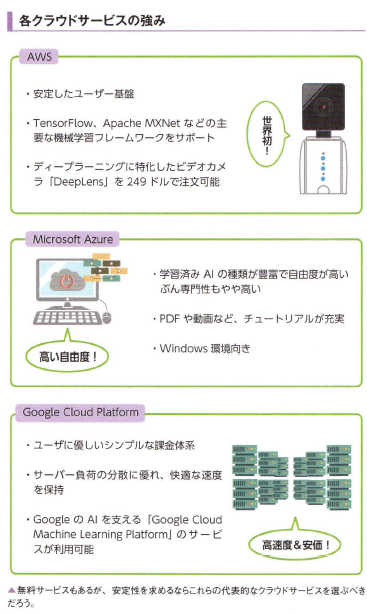 各クラウドサービスの強み
AWS
・安定したユーザー基盤
・TensorFlow、Apache MXNet などの主
要な機械学習フレームワークをサポート
・ディープラーニングに特化したビデオカメ
ラ「DeepLens」を 249 ドルで注文可能
世界初！
Microsoft Azure
・学習済み AI の種類が豊富で自由度が高い
ぶん専門性もやや高い
・PDF や動画など、チュートリアルが充実
・Windows 環境向き
高い自由度！
Google Cloud Platform
・ユーザに優しいシンプルな課金体系
・サーバー負荷の分散に優れ、快適な速度
を保持
・Google の AI を支える「Google Cloud
Machine Learning Platform」のサービ
スが利用可能
高速度＆安価！
▲無料サービスもあるが、安定性を求めるならこれらの代表的なクラウドサービスを選ぶべき
だろう。